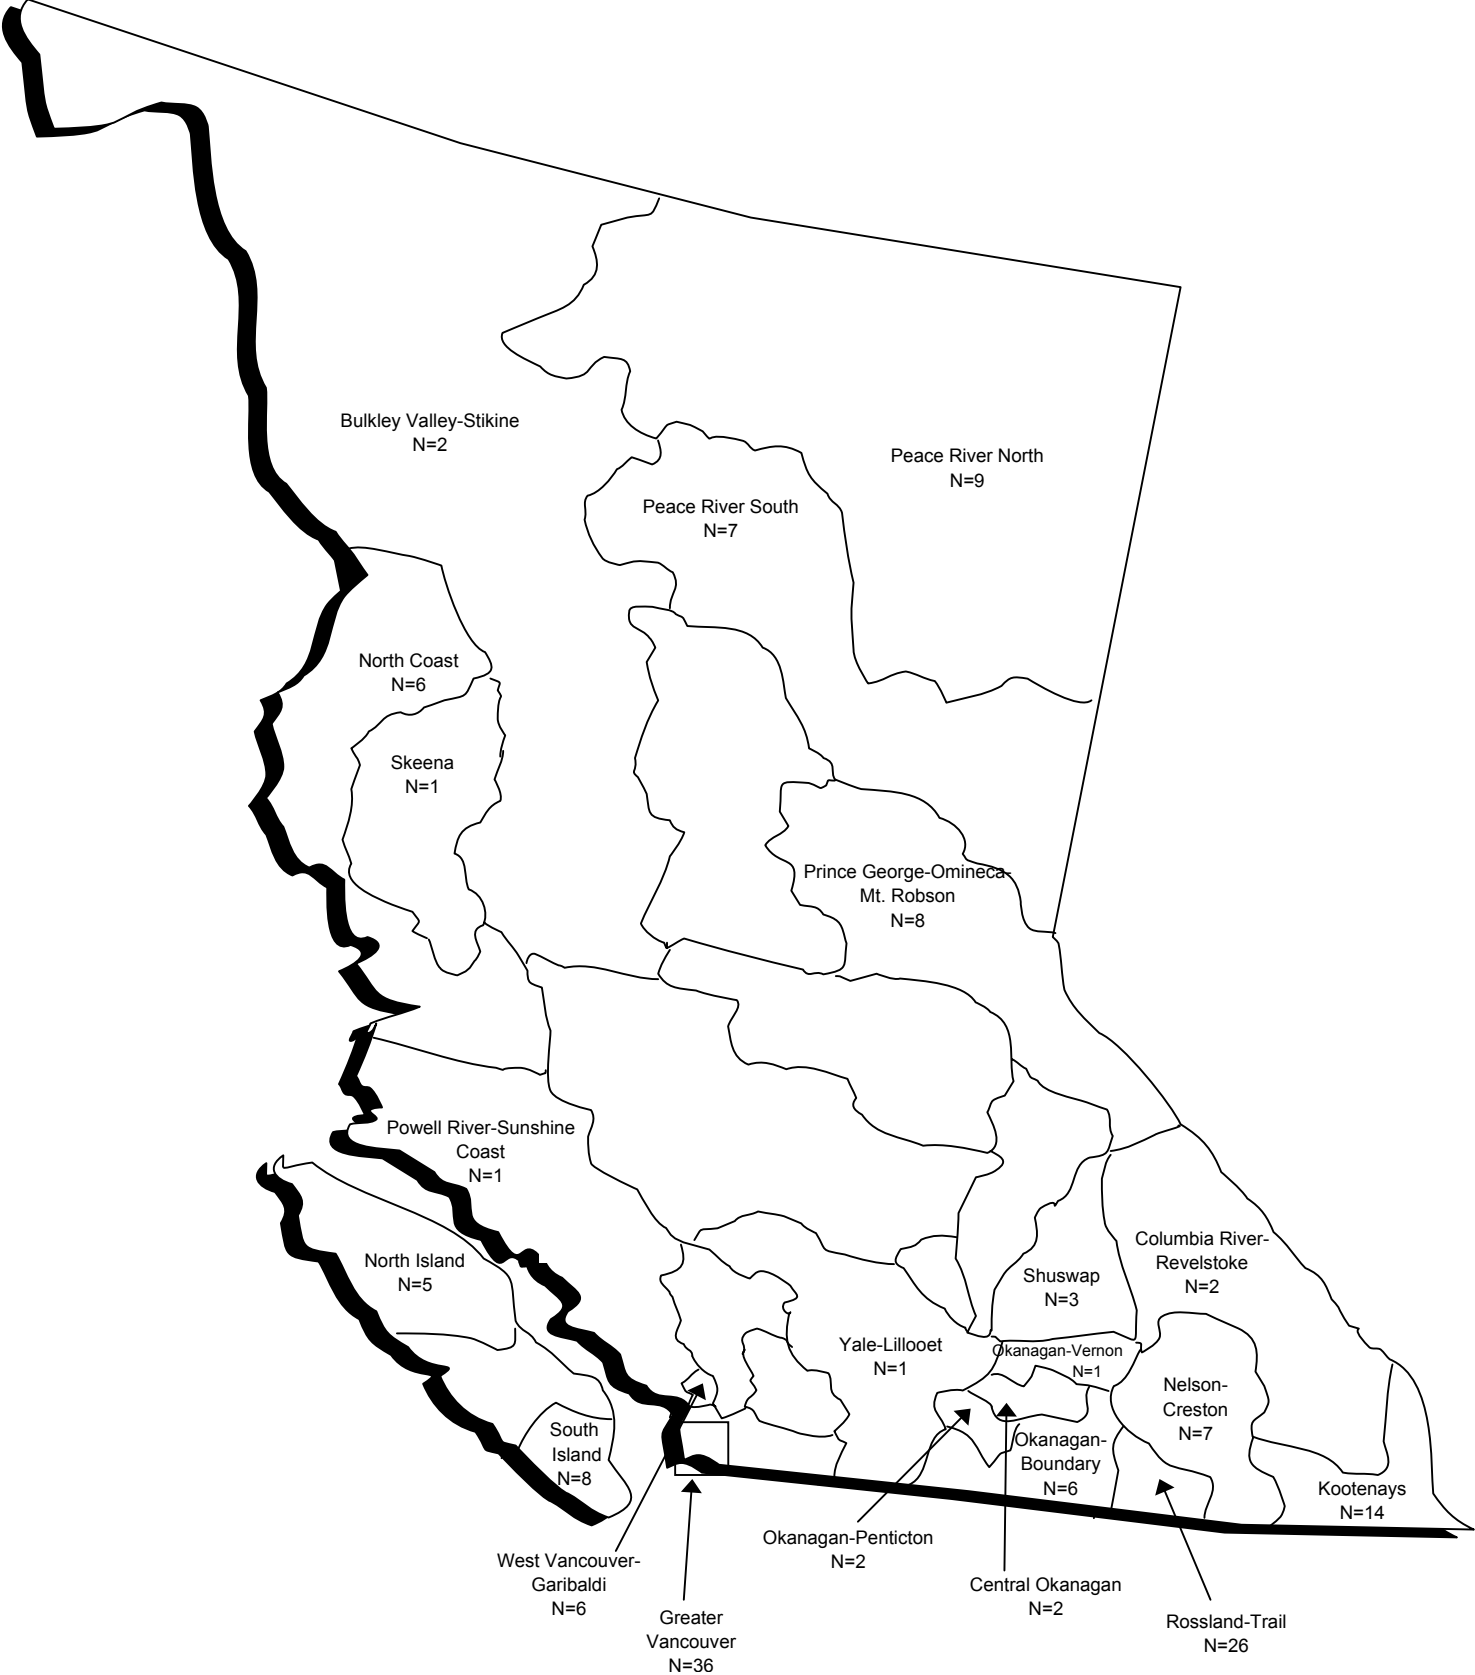 Bulkley Valley-Stikine
N=2
Peace River North
N=9
Peace River South
N=7
North Coast
N=6
Skeena
N=1
Prince George-Omineca-
Mt. Robson
N=8
Powell River-Sunshine
Coast
N=1
North Island
N=5
Columbia River-
Revelstoke
N=2
Shuswap
N=3
Yale-Lillooet
N=1
Okanagan-Vernon
N=1
Nelson-
Creston
N=7
South
Island
N=8
Okanagan-
Boundary
N=6
Kootenays
N=14
Okanagan-Penticton
N=2
West Vancouver-
Garibaldi
N=6
Central Okanagan
N=2
Greater
Vancouver
N=36
Rossland-Trail
N=26